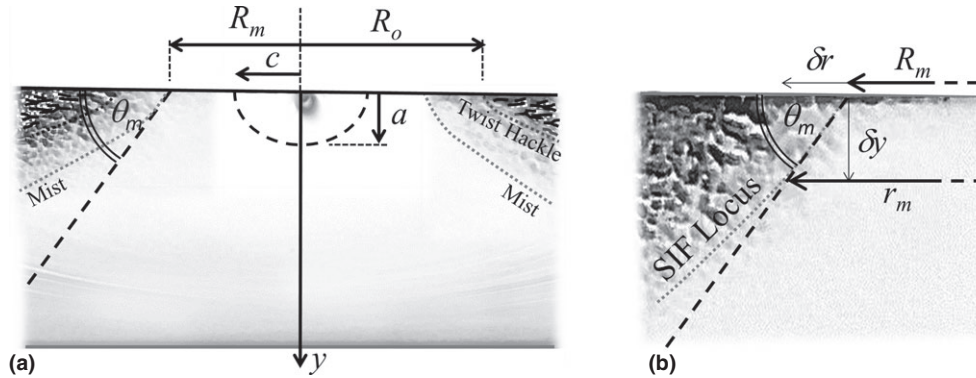 R_m
R_o
c
θ_m
a
Twist Hackle
Mist
Mist
y
(a)
δr
R_m
θ_m
δy
r_m
SIF Locus
(b)